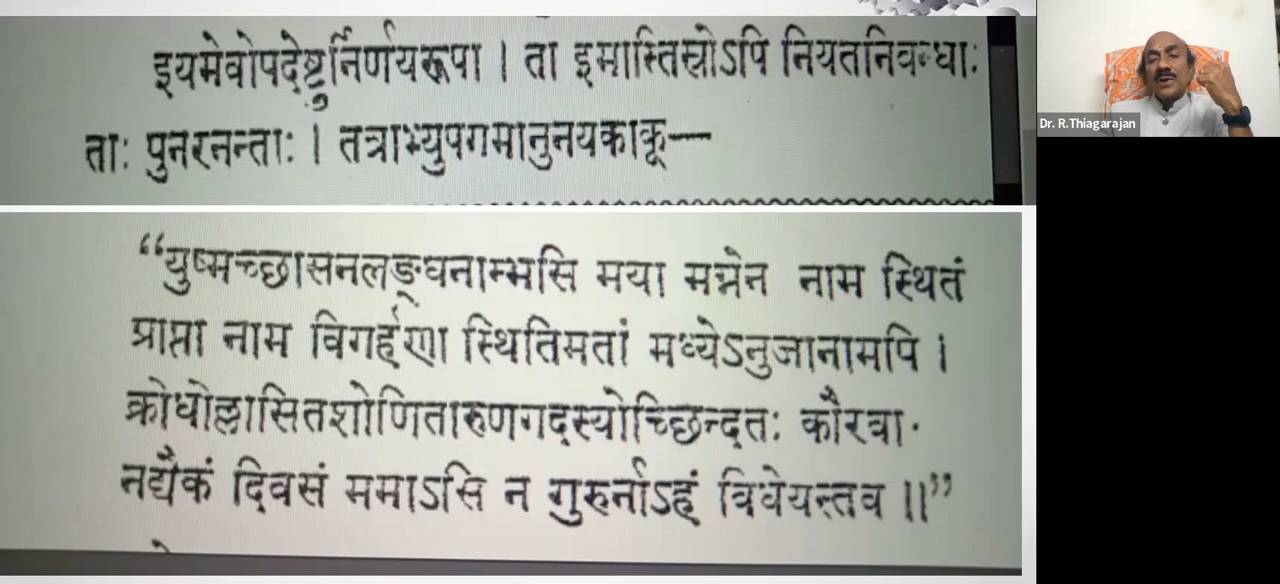 इयमेवोपदेष्टुर्निर्णयरूपा । ता इमास्तिस्रोऽपि नियतनिबन्धाः
ताः पुनरनन्ताः । तत्राभ्युपगमानुनयकाकू—
“युष्मच्छासनलङ्घनाम्भसि मया मग्नेन नाम स्थितं
प्राप्ता नाम विगर्हणा स्थितिमतां मध्येऽनुजानामपि ।
क्रोधोल्लासितशोणितारुणगदस्योच्छिन्दतः कौरवा-
नद्यैकं दिवसं ममाऽसि न गुरुर्नाऽहं विधेयस्तव ॥”
Dr. R.Thiagarajan